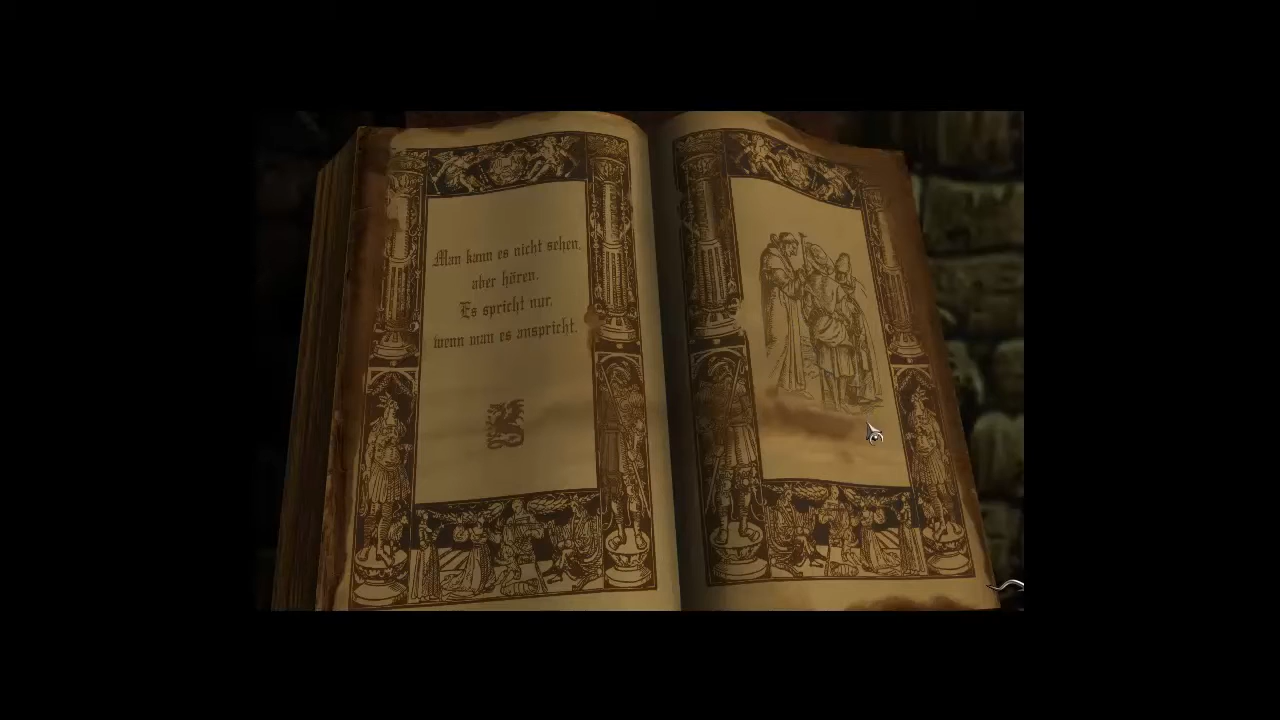 Man kann es nicht sehen,
aber hören.
Es spricht nur,
wenn man es anspricht.